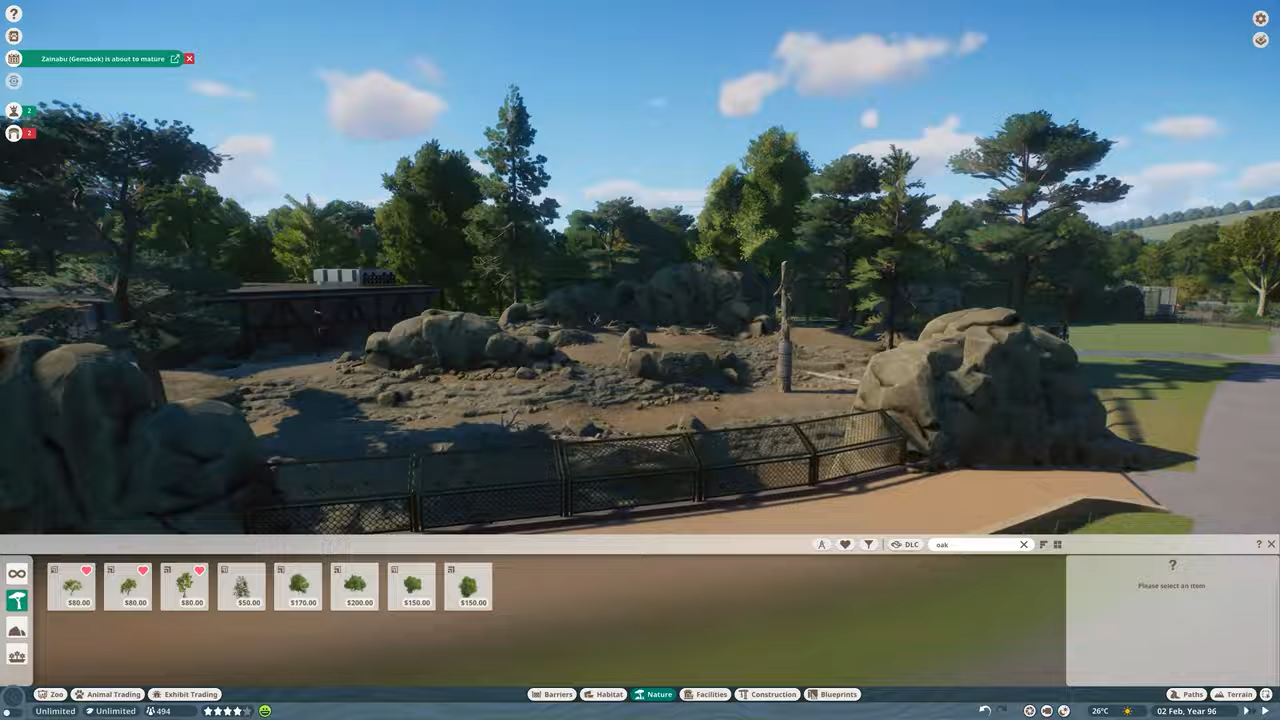 Zainabu (Gemsbok) is about to mature
2
2
DLC
oak
Please select an item
$80.00
$80.00
$80.00
$50.00
$170.00
$200.00
$150.00
$150.00
Zoo
Animal Trading
Exhibit Trading
Barriers
Habitat
Nature
Facilities
Construction
Blueprints
Paths
Terrain
Unlimited
Unlimited
494
26°C
02 Feb, Year 96